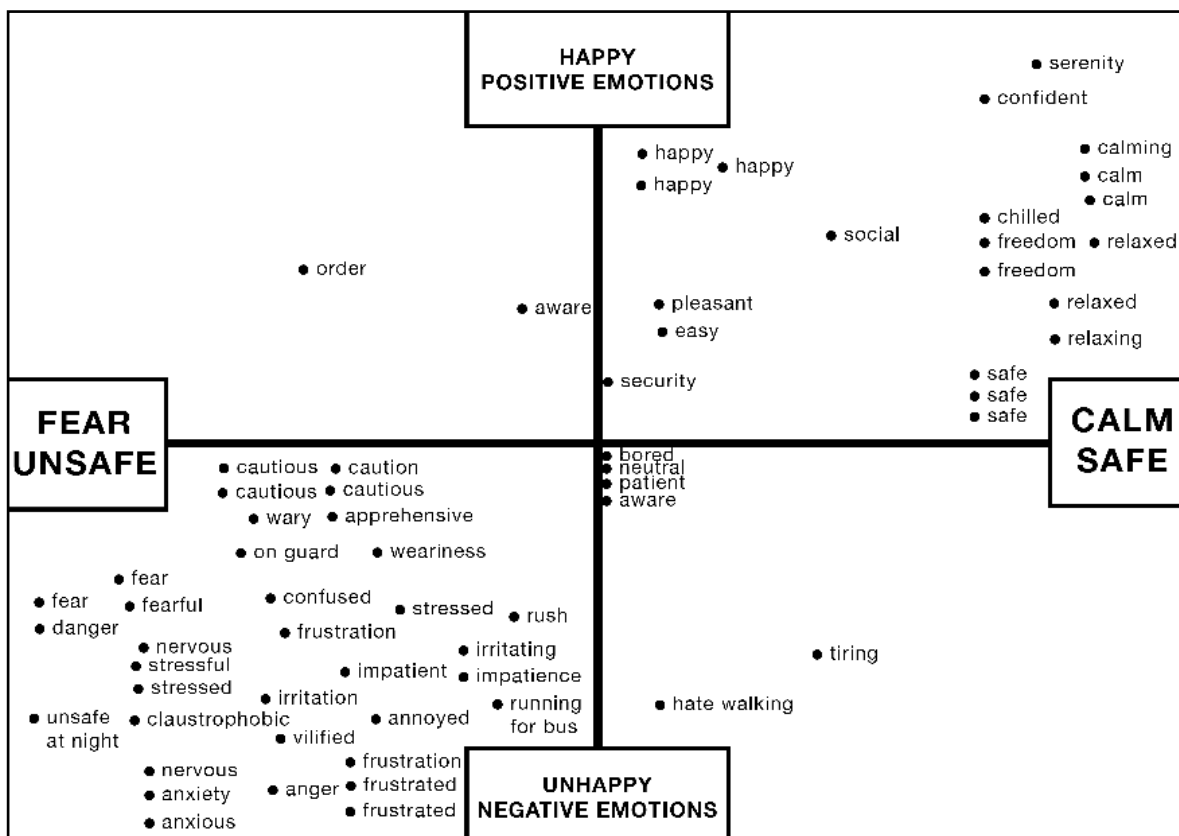 HAPPY
POSITIVE EMOTIONS
serenity
confident
happy
happy
happy
calming
calm
calm
chilled
social
freedom
relaxed
order
freedom
aware
pleasant
relaxed
easy
relaxing
security
safe
safe
safe
FEAR
UNSAFE
CALM
SAFE
bored
neutral
patient
aware
cautious
caution
cautious
cautious
wary
apprehensive
on guard
weariness
fear
fear
fearful
confused
stressed
rush
danger
frustration
nervous
irritating
stressful
impatient
impatience
stressed
tiring
irritation
running
for bus
hate walking
unsafe
at night
claustrophobic
annoyed
vilified
nervous
frustration
anxiety
anger
frustrated
anxious
frustrated
UNHAPPY
NEGATIVE EMOTIONS